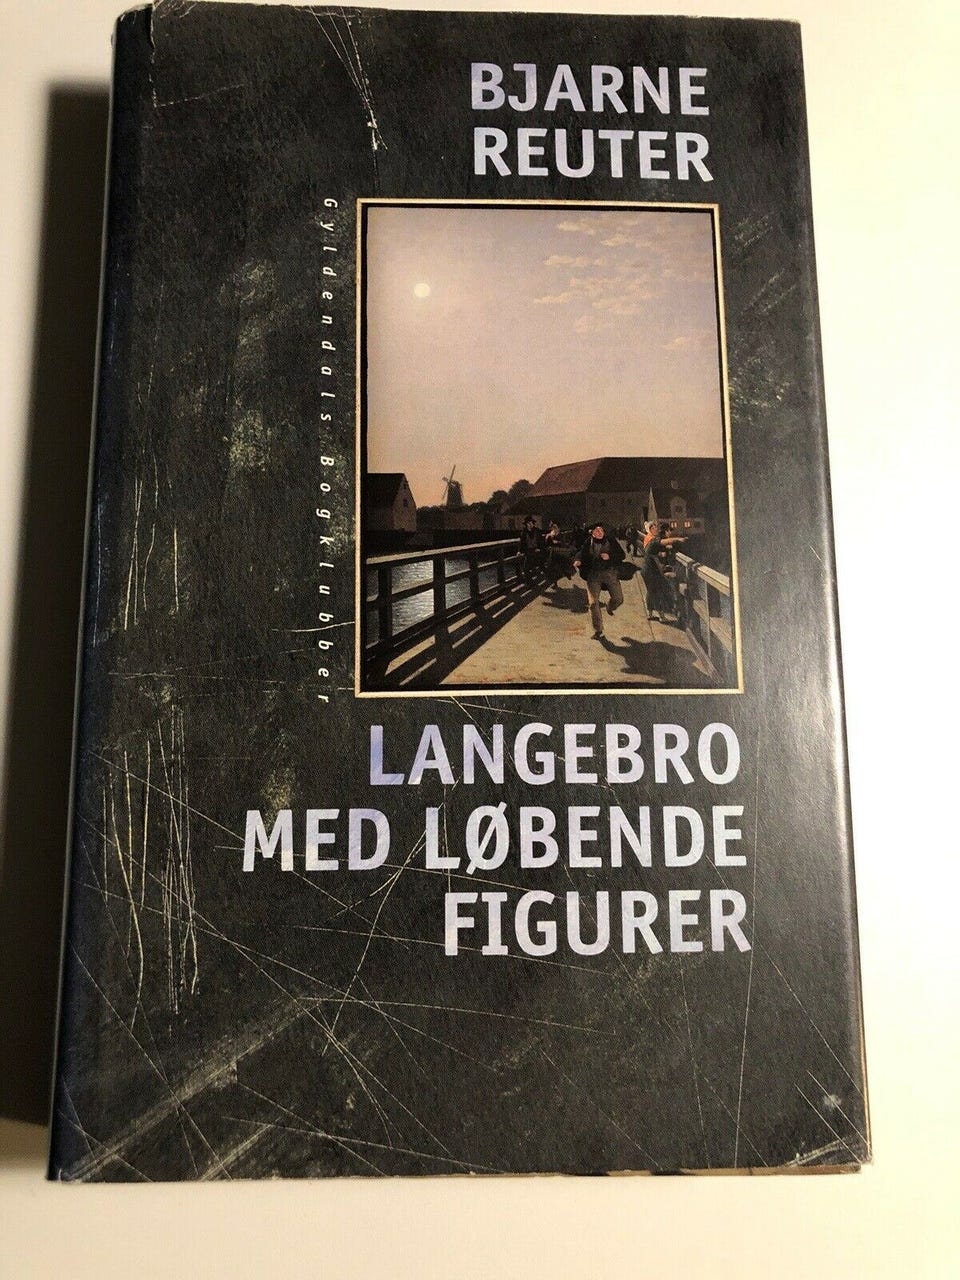 BJARNE
REUTER
Gyldendals Bogklubber
LANGEBRO
MED LØBENDE
FIGURER